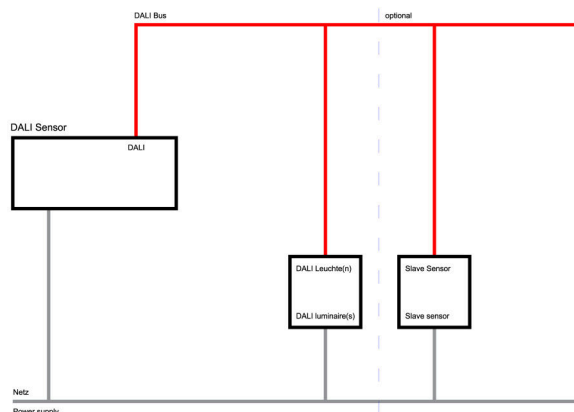 DALI Bus
optional
DALI Sensor
DALI
DALI Leuchte(n)
DALI luminaire(s)
Slave Sensor
Slave sensor
Netz
Power supply